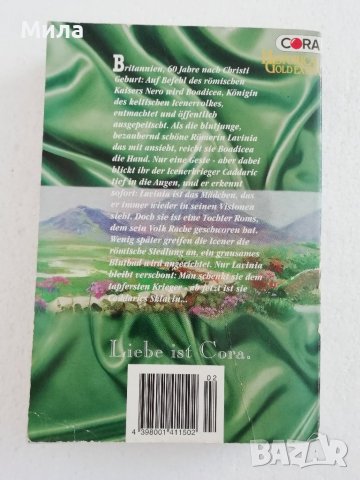 Мила
CORA
GOLD EX
Britannien, 60 Jahre nach Christi
Geburt: Auf Befehl des römischen
Kaisers Nero wird Boadicea, Königin
des keltischen Icenervolkes,
entmachtet und öffentlich
ausgepeitscht. Als die blutjunge,
bezaubernd schöne Römerin Lavinia
das mit ansieht, reicht sie Boadicea
die Hand. Nur eine Geste - aber dabei
blickt ihr der Icenerkrieger Caddaric
tief in die Augen, und er erkennt
sofort: Lavinia ist das Mädchen, das
er immer wieder in seinen Visionen
sieht. Doch sie ist eine Tochter Roms,
dem sein Volk Rache geschworen hat.
Wenig später greifen die Icener die
römische Siedlung an, ein grausames
Blutbad wird angerichtet. Nur Lavinia
bleibt verschont: Man schenkt sie dem
tapfersten Krieger - ab jetzt ist sie
Caddarics Sklavin...
Liebe ist Cora.
02
4 398001 411502
BAZAR